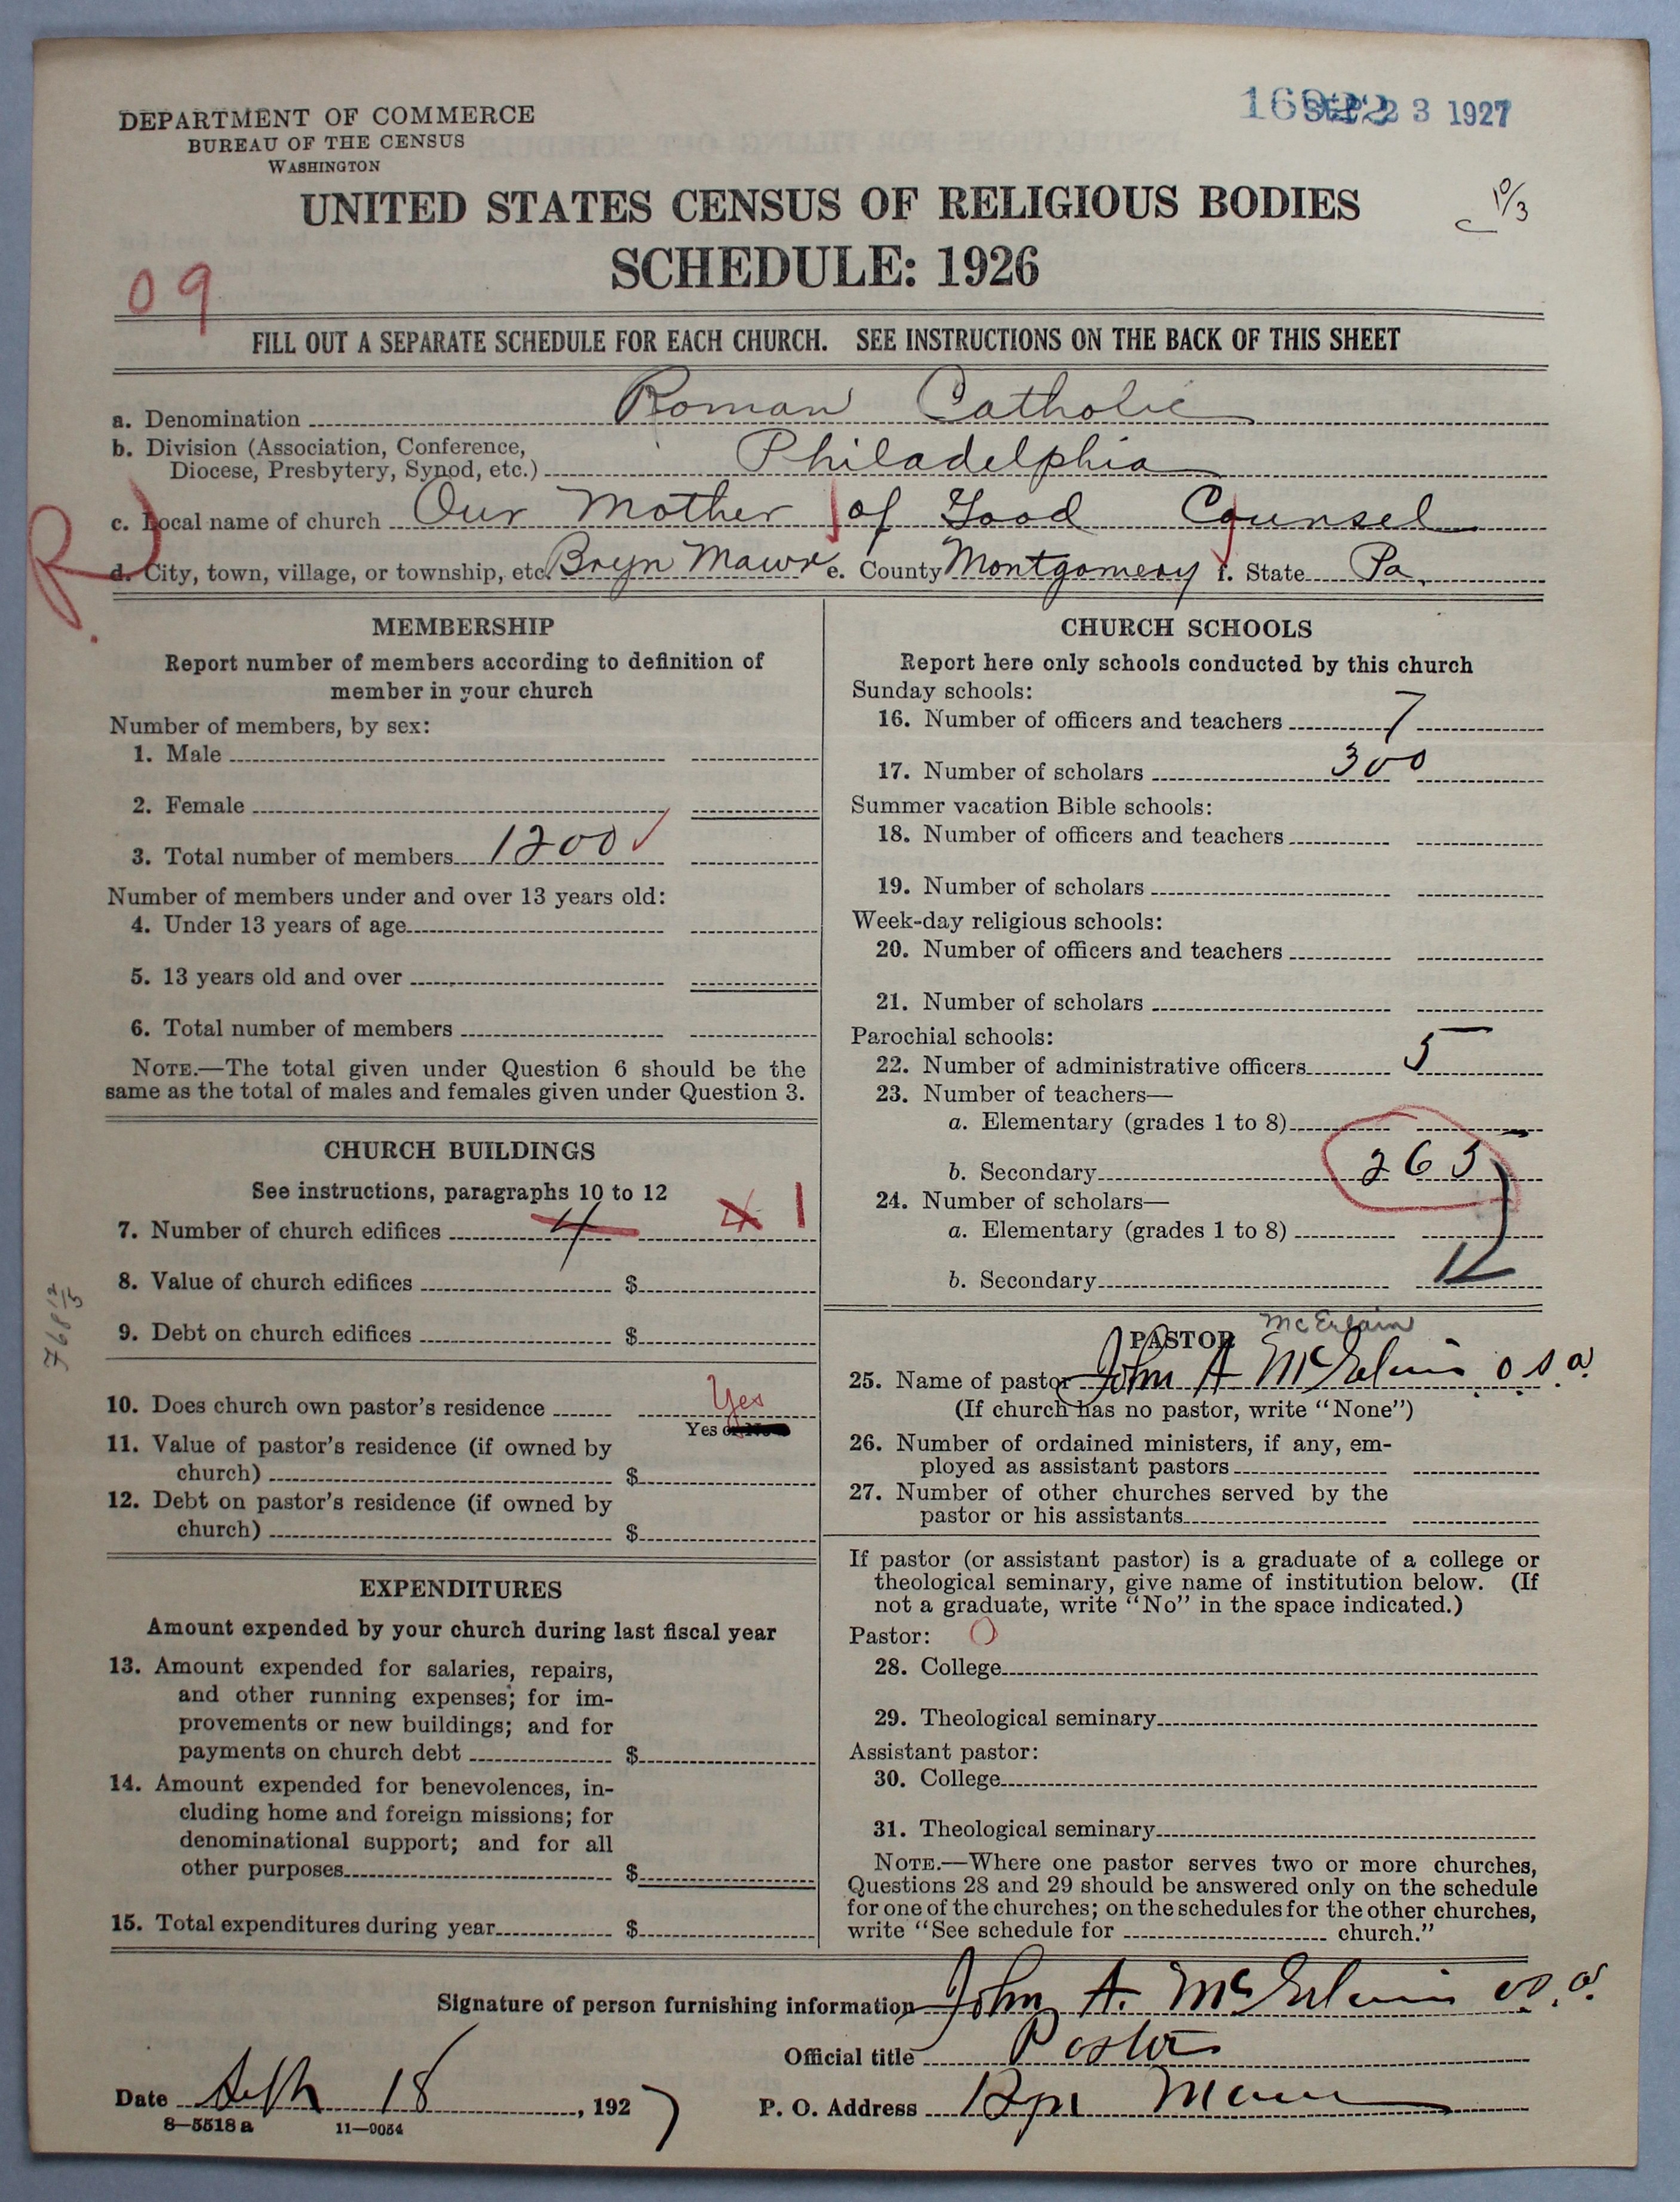 DEPARTMENT OF COMMERCE
BUREAU OF THE CENSUS
WASHINGTON
SEP 23 1927
UNITED STATES CENSUS OF RELIGIOUS BODIES
10/3
SCHEDULE: 1926
09
FILL OUT A SEPARATE SCHEDULE FOR EACH CHURCH. SEE INSTRUCTIONS ON THE BACK OF THIS SHEET
a. Denomination Roman Catholic
b. Division (Association, Conference,
Diocese, Presbytery, Synod, etc.) Philadelphia
c. Local name of church Our Mother of Good Counsel
R
d. City, town, village, or township, etc. Bryn Mawr e. County Montgomery f. State Pa.
MEMBERSHIP
Report number of members according to definition of
member in your church
Number of members, by sex:
1. Male
2. Female
3. Total number of members 1200 ✓
Number of members under and over 13 years old:
4. Under 13 years of age
5. 13 years old and over
6. Total number of members
NOTE.—The total given under Question 6 should be the
same as the total of males and females given under Question 3.
CHURCH BUILDINGS
See instructions, paragraphs 10 to 12
7. Number of church edifices 4 4 1
8. Value of church edifices $
9. Debt on church edifices $
10. Does church own pastor's residence Yes
Yes or No
11. Value of pastor's residence (if owned by
church) $
12. Debt on pastor's residence (if owned by
church) $
EXPENDITURES
Amount expended by your church during last fiscal year
13. Amount expended for salaries, repairs,
and other running expenses; for im-
provements or new buildings; and for
payments on church debt $
14. Amount expended for benevolences, in-
cluding home and foreign missions; for
denominational support; and for all
other purposes $
15. Total expenditures during year $
CHURCH SCHOOLS
Report here only schools conducted by this church
Sunday schools:
16. Number of officers and teachers 7
17. Number of scholars 300
Summer vacation Bible schools:
18. Number of officers and teachers
19. Number of scholars
Week-day religious schools:
20. Number of officers and teachers
21. Number of scholars
Parochial schools:
22. Number of administrative officers 5
23. Number of teachers—
a. Elementary (grades 1 to 8)
b. Secondary 265
24. Number of scholars—
a. Elementary (grades 1 to 8)
b. Secondary
McErlain
PASTOR
25. Name of pastor John A McErlain O.S.A.
(If church has no pastor, write "None")
26. Number of ordained ministers, if any, em-
ployed as assistant pastors
27. Number of other churches served by the
pastor or his assistants
If pastor (or assistant pastor) is a graduate of a college or
theological seminary, give name of institution below. (If
not a graduate, write "No" in the space indicated.)
Pastor: O
28. College
29. Theological seminary
Assistant pastor:
30. College
31. Theological seminary
NOTE.—Where one pastor serves two or more churches,
Questions 28 and 29 should be answered only on the schedule
for one of the churches; on the schedules for the other churches,
write "See schedule for church."
Signature of person furnishing information John A. McErlain O.S.A.
Official title Pastor
Date Sept 18, 1927 P. O. Address Bryn Mawr
8—5518 a 11—9054